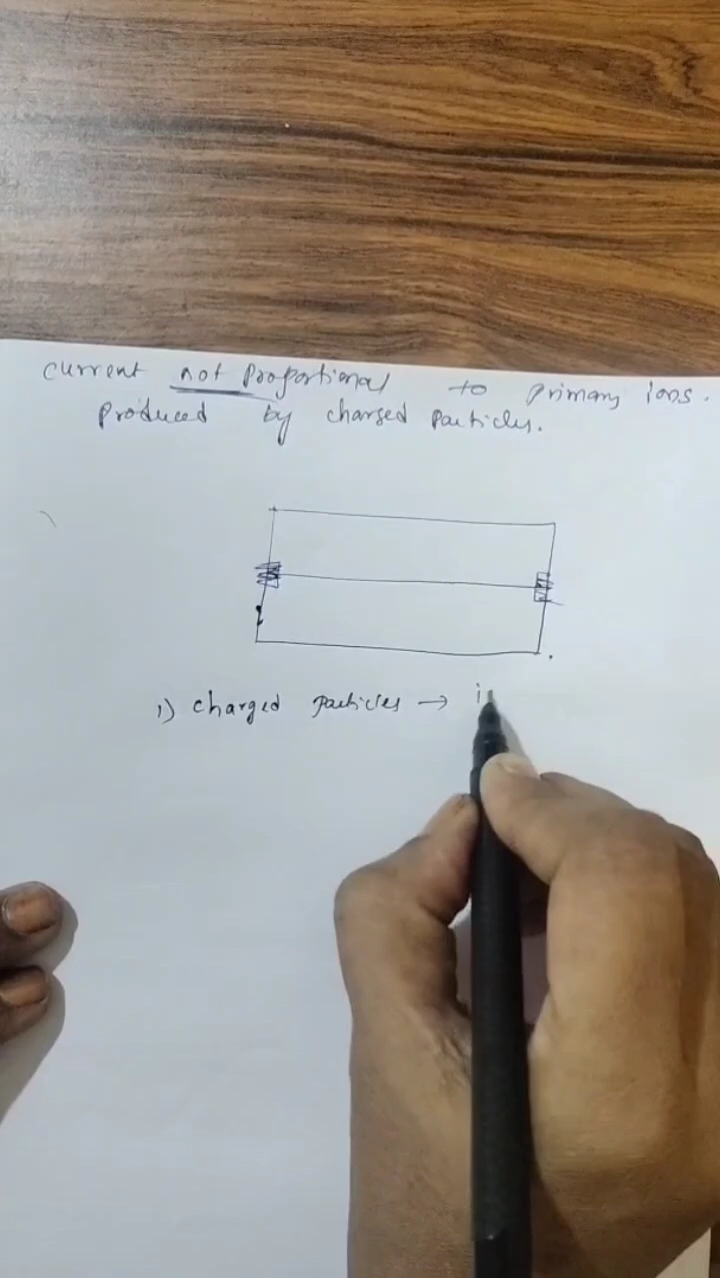 current not proportional to primary ions.
produced by charged particles.
1) charged particles → i